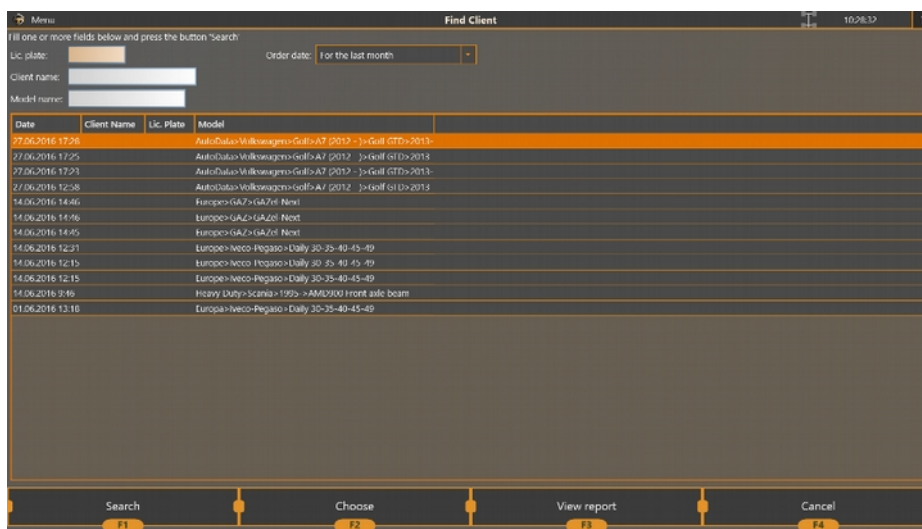 Menu Find Client 10:28:32
Fill one or more fields below and press the button 'Search'
Lic. plate: Order date: For the last month
Client name:
Model name:
Date Client Name Lic. Plate Model
27.06.2016 17:28 AutoData>Volkswagen>Golf>A7 (2012 - )>Golf GTD>2013-
27.06.2016 17:25 AutoData>Volkswagen>Golf>A7 (2012 - )>Golf GTD>2013
27.06.2016 17:23 AutoData>Volkswagen>Golf>A7 (2012 - )>Golf GTD>2013-
27.06.2016 12:58 AutoData>Volkswagen>Golf>A7 (2012 - )>Golf GTD>2013
14.06.2016 14:46 Europe>GAZ>GAZel-Next
14.06.2016 14:46 Europe>GAZ>GAZel-Next
14.06.2016 14:45 Europe>GAZ>GAZel-Next
14.06.2016 12:31 Europe>Iveco-Pegaso>Daily 30-35-40-45-49
14.06.2016 12:15 Europe>Iveco-Pegaso>Daily 30-35-40-45-49
14.06.2016 12:15 Europe>Iveco-Pegaso>Daily 30-35-40-45-49
14.06.2016 9:46 Heavy Duty>Scania>1995->AMD900 Front axle beam
01.06.2016 13:18 Europa>Iveco-Pegaso>Daily 30-35-40-45-49
Search Choose View report Cancel
F1 F2 F3 F4